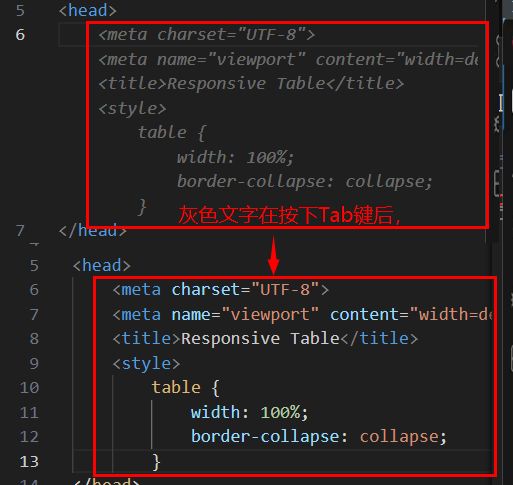 5 <head>
6 <meta charset="UTF-8">
<meta name="viewport" content="width=de
<title>Responsive Table</title>
<style>
table {
width: 100%;
border-collapse: collapse;
}
灰色文字在按下Tab键后，
7 </head>
5 <head>
6 <meta charset="UTF-8">
7 <meta name="viewport" content="width=de
8 <title>Responsive Table</title>
9 <style>
10 table {
11 width: 100%;
12 border-collapse: collapse;
13 }
</head>